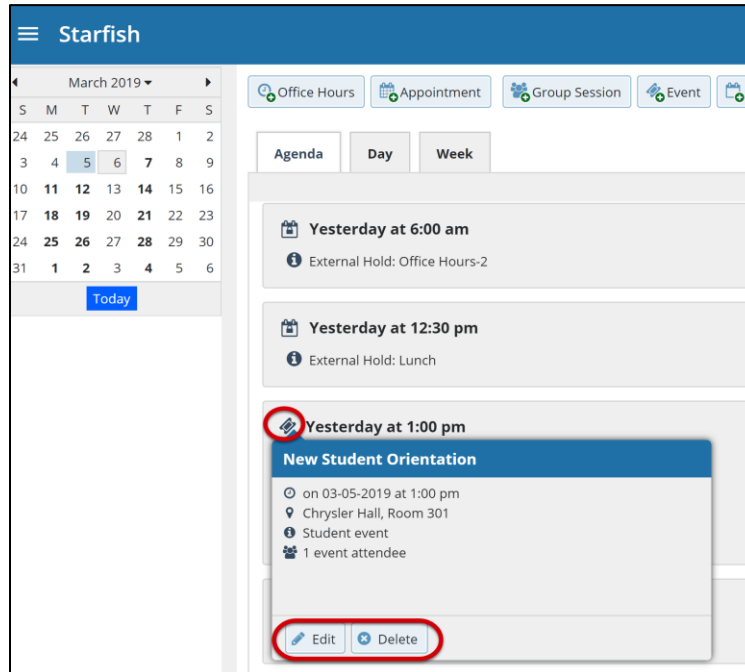 Starfish
March 2019
S M T W T F S
24 25 26 27 28 1 2
3 4 5 6 7 8 9
10 11 12 13 14 15 16
17 18 19 20 21 22 23
24 25 26 27 28 29 30
31 1 2 3 4 5 6
Today
Office Hours Appointment Group Session Event
Agenda Day Week
Yesterday at 6:00 am
External Hold: Office Hours-2
Yesterday at 12:30 pm
External Hold: Lunch
Yesterday at 1:00 pm
New Student Orientation
on 03-05-2019 at 1:00 pm
Chrysler Hall, Room 301
Student event
1 event attendee
Edit Delete